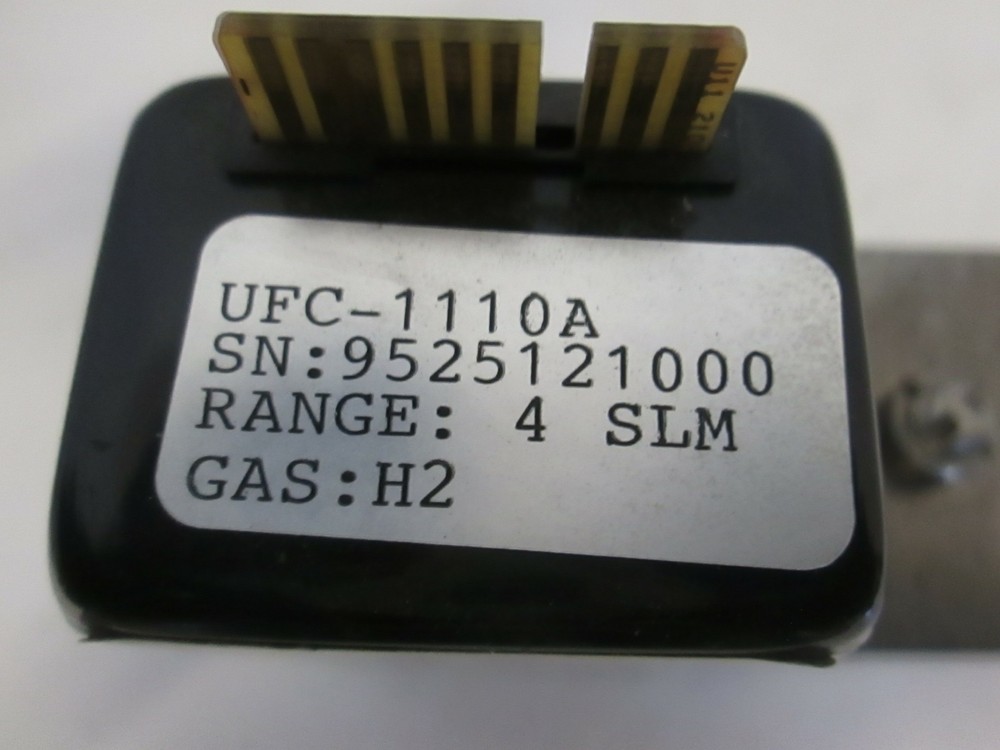 UFC-1110A
SN:9525121000
RANGE: 4 SLM
GAS:H2